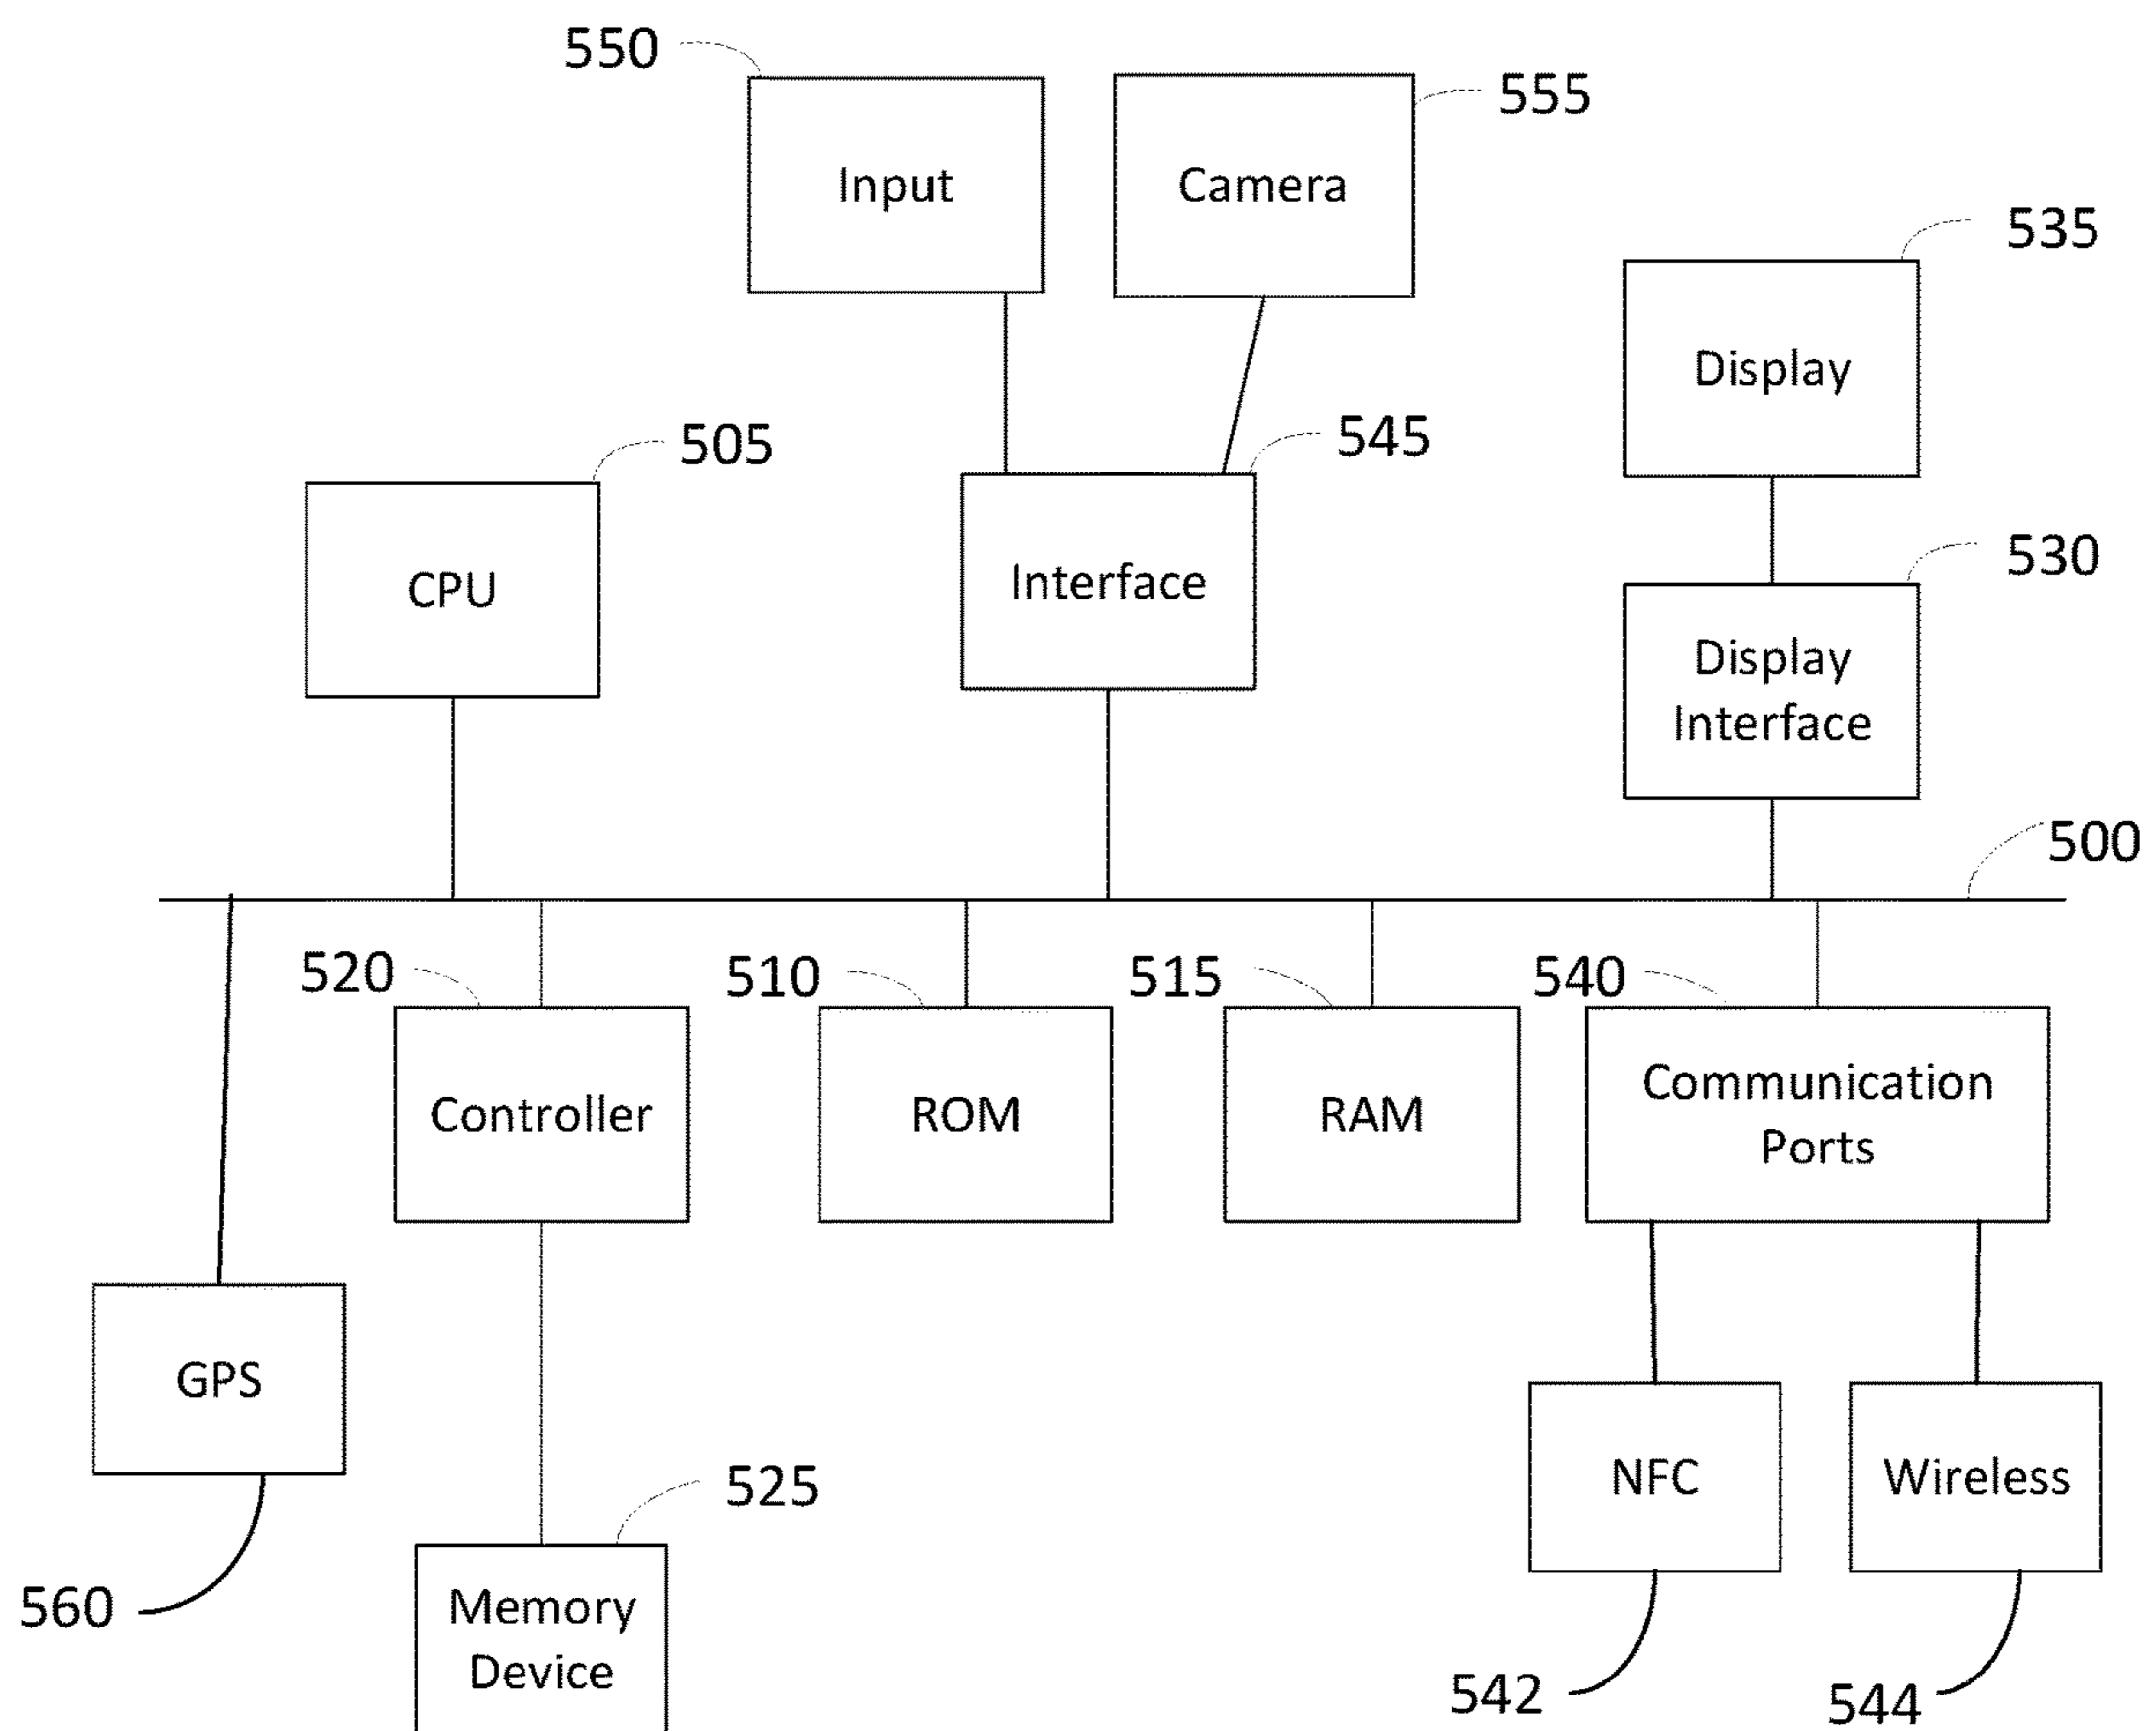 550
555
Input
Camera
535
Display
505
545
530
CPU
Interface
Display
Interface
500
520
510
515
540
Controller
ROM
RAM
Communication
Ports
GPS
NFC
Wireless
525
560
Memory
Device
542
544